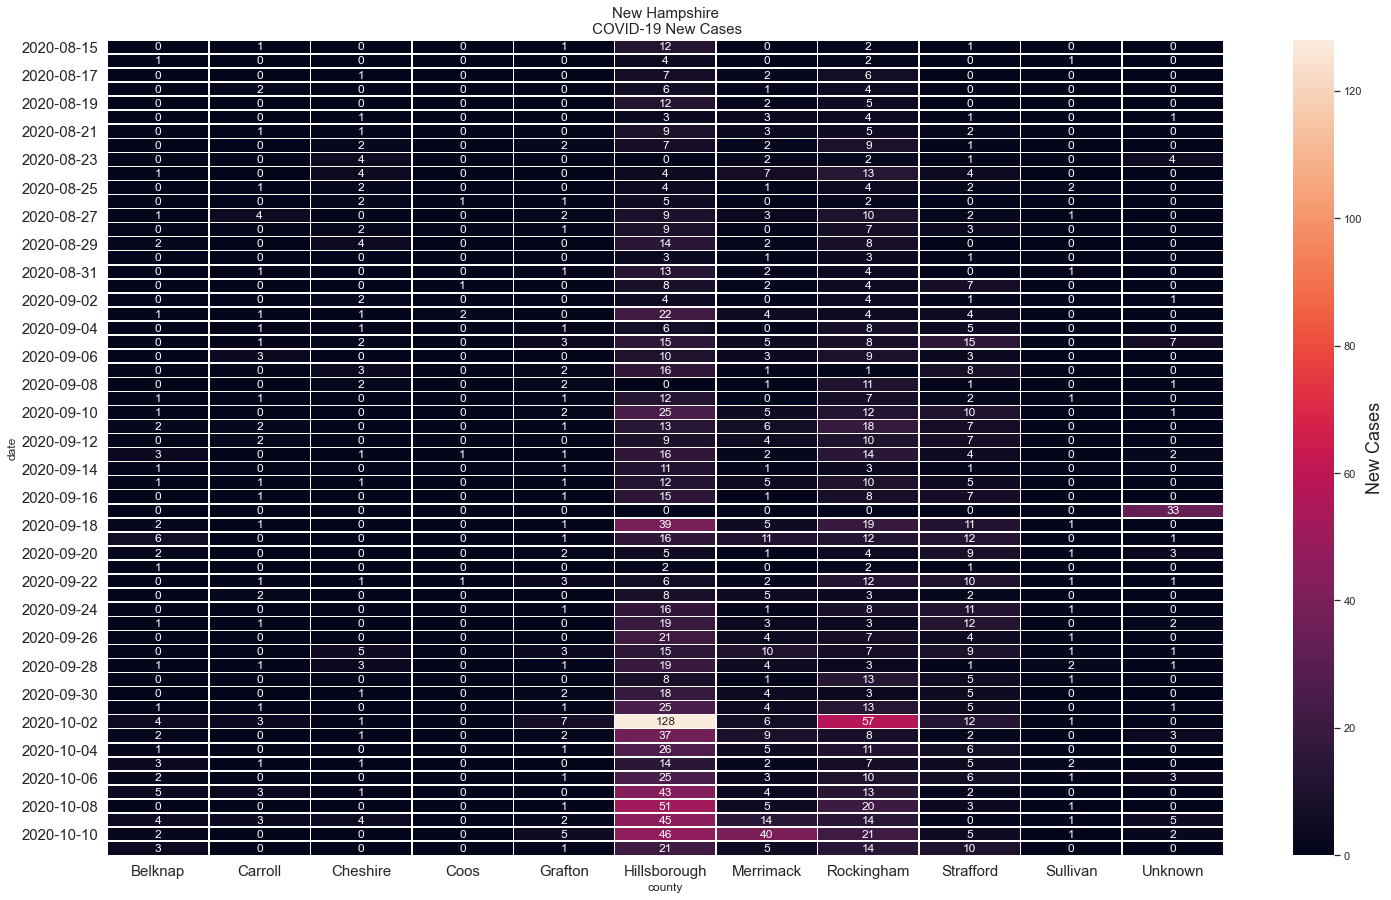 New Hampshire
COVID-19 New Cases
2020-08-15 0 1 0 0 1 12 0 2 1 0 0
1 0 0 0 0 4 0 2 0 1 0
2020-08-17 0 0 1 0 0 7 2 6 0 0 0
0 2 0 0 0 6 1 4 0 0 0
2020-08-19 0 0 0 0 0 12 2 5 0 0 0
0 0 1 0 0 3 3 4 1 0 1
2020-08-21 0 1 1 0 0 9 3 5 2 0 0
0 0 2 0 2 7 2 9 1 0 0
2020-08-23 0 0 4 0 0 0 2 2 1 0 4
1 0 4 0 0 4 7 13 4 0 0
2020-08-25 0 1 2 0 0 4 1 4 2 2 0
0 0 2 1 1 5 0 2 0 0 0
2020-08-27 1 4 0 0 2 9 3 10 2 1 0
0 0 2 0 1 9 0 7 3 0 0
2020-08-29 2 0 4 0 0 14 2 8 0 0 0
0 0 0 0 0 3 1 3 1 0 0
2020-08-31 0 1 0 0 1 13 2 4 0 1 0
0 0 0 1 0 8 2 4 7 0 0
2020-09-02 0 0 2 0 0 4 0 4 1 0 1
1 1 1 2 0 22 4 4 4 0 0
2020-09-04 0 1 1 0 1 6 0 8 5 0 0
0 1 2 0 3 15 5 8 15 0 7
2020-09-06 0 3 0 0 0 10 3 9 3 0 0
0 0 3 0 2 16 1 1 8 0 0
2020-09-08 0 0 2 0 2 0 1 11 1 0 1
1 1 0 0 1 12 0 7 2 1 0
2020-09-10 1 0 0 0 2 25 5 12 10 0 1
2 2 0 0 1 13 6 18 7 0 0
2020-09-12 0 2 0 0 0 9 4 10 7 0 0
3 0 1 1 1 16 2 14 4 0 2
2020-09-14 1 0 0 0 1 11 1 3 1 0 0
1 1 1 0 1 12 5 10 5 0 0
2020-09-16 0 1 0 0 1 15 1 8 7 0 0
0 0 0 0 0 0 0 0 0 0 33
2020-09-18 2 1 0 0 1 39 5 19 11 1 0
6 0 0 0 1 16 11 12 12 0 1
2020-09-20 2 0 0 0 2 5 1 4 9 1 3
1 0 0 0 0 2 0 2 1 0 0
2020-09-22 0 1 1 1 3 6 2 12 10 1 1
0 2 0 0 0 8 5 3 2 0 0
2020-09-24 0 0 0 0 1 16 1 8 11 1 0
1 1 0 0 0 19 3 3 12 0 2
2020-09-26 0 0 0 0 0 21 4 7 4 1 0
0 0 5 0 3 15 10 7 9 1 1
2020-09-28 1 1 3 0 1 19 4 3 1 2 1
0 0 0 0 0 8 1 13 5 1 0
2020-09-30 0 0 1 0 2 18 4 3 5 0 0
1 1 0 0 1 25 4 13 5 0 1
2020-10-02 4 3 1 0 7 128 6 57 12 1 0
2 0 1 0 2 37 9 8 2 0 3
2020-10-04 1 0 0 0 1 26 5 11 6 0 0
3 1 1 0 0 14 2 7 5 2 0
2020-10-06 2 0 0 0 1 25 3 10 6 1 3
5 3 1 0 0 43 4 13 2 0 0
2020-10-08 0 0 0 0 1 51 5 20 3 1 0
4 3 4 0 2 45 14 14 0 1 5
2020-10-10 2 0 0 0 5 46 40 21 5 1 2
3 0 0 0 1 21 5 14 10 0 0
Belknap Carroll Cheshire Coos Grafton Hillsborough Merrimack Rockingham Strafford Sullivan Unknown
county
date
120
100
80
60
40
20
0
New Cases